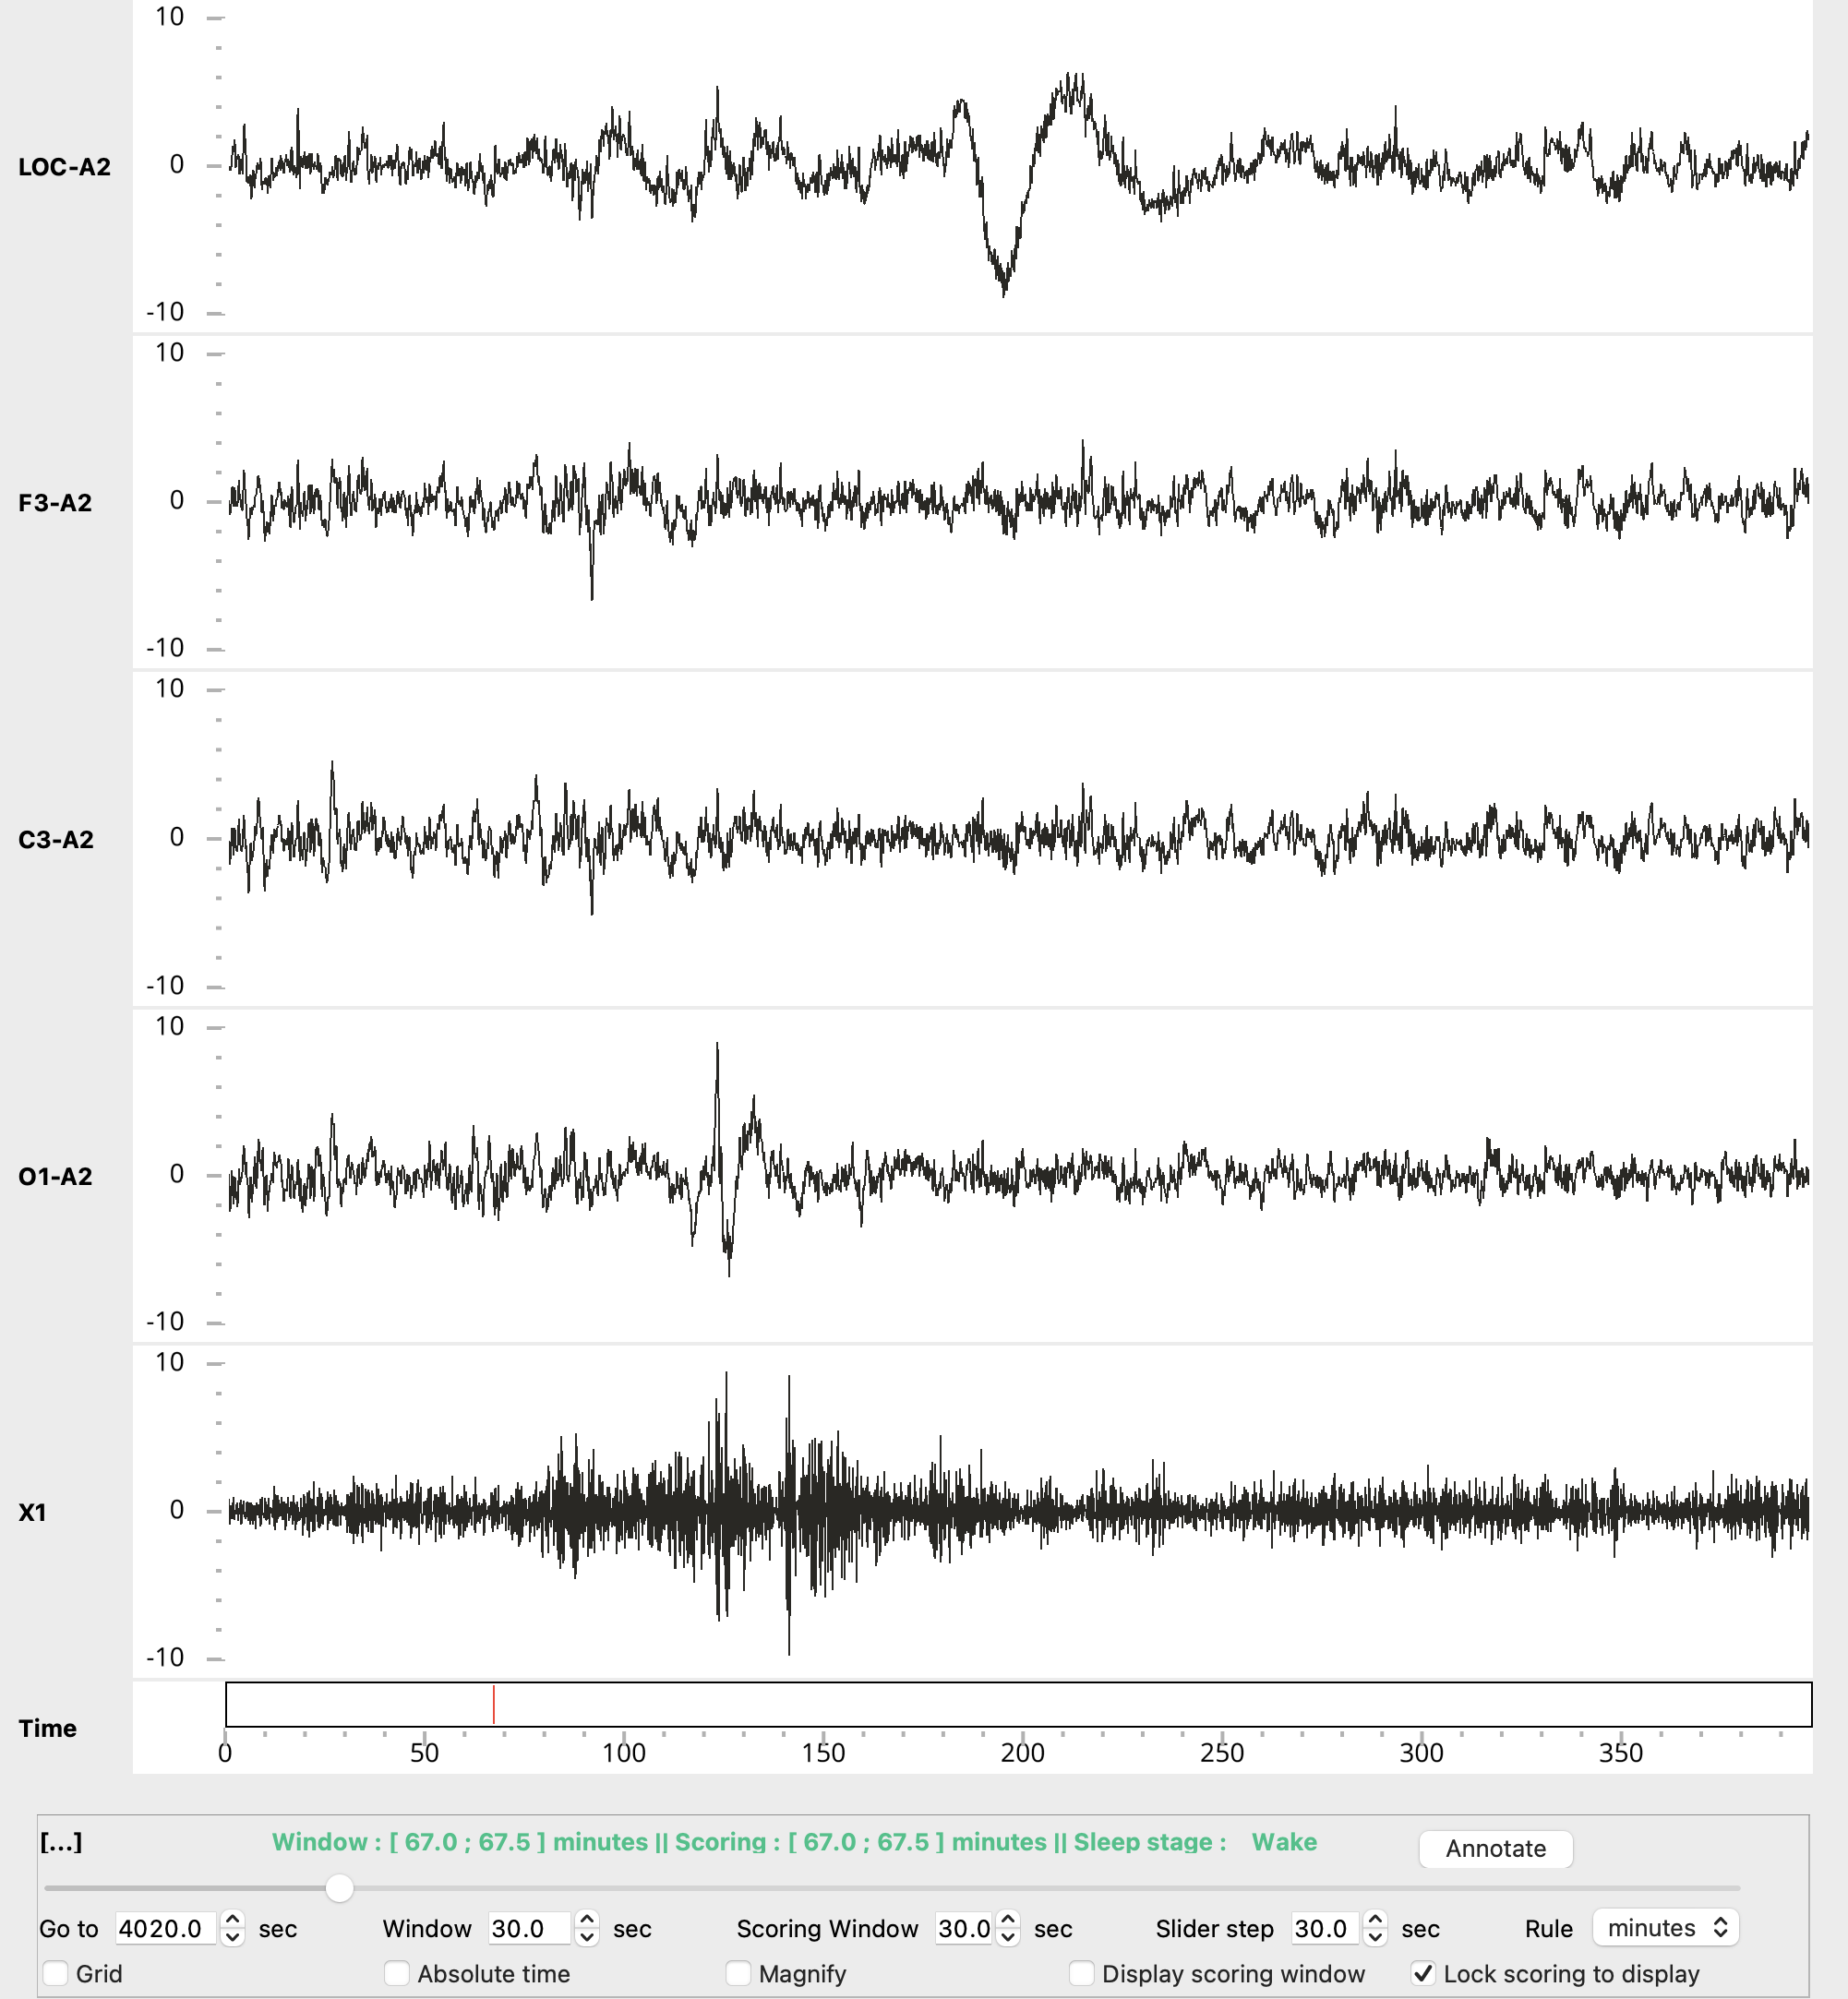 10
LOC-A2
0
-10
10
F3-A2
0
-10
10
C3-A2
0
-10
10
O1-A2
0
-10
10
X1
0
-10
Time
0 50 100 150 200 250 300 350
[...] Window : [ 67.0 ; 67.5 ] minutes || Scoring : [ 67.0 ; 67.5 ] minutes || Sleep stage : Wake Annotate
Go to 4020.0 sec Window 30.0 sec Scoring Window 30.0 sec Slider step 30.0 sec Rule minutes
Grid Absolute time Magnify Display scoring window Lock scoring to display